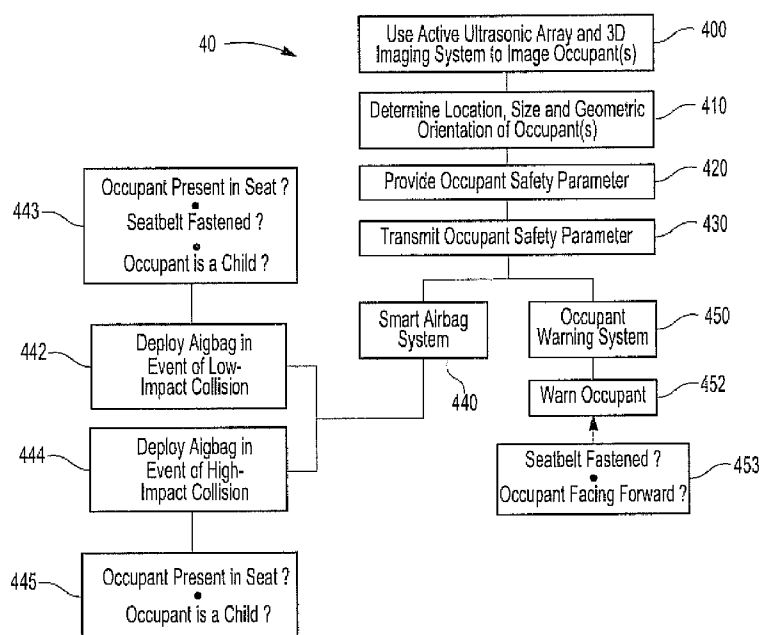 40
Use Active Ultrasonic Array and 3D
Imaging System to Image Occupant(s)
400
Determine Location, Size and Geometric
Orientation of Occupant(s)
410
Provide Occupant Safety Parameter
420
Transmit Occupant Safety Parameter
430
Smart Airbag
System
440
Occupant
Warning System
450
Warn Occupant
452
Seatbelt Fastened ?
Occupant Facing Forward ?
453
443
Occupant Present in Seat ?
Seatbelt Fastened ?
Occupant is a Child ?
442
Deploy Aigbag in
Event of Low-
Impact Collision
444
Deploy Aigbag in
Event of High-
Impact Collision
445
Occupant Present in Seat ?
Occupant is a Child ?